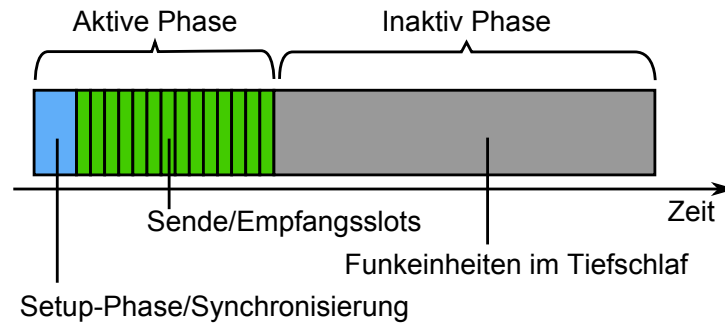 Aktive Phase
Inaktiv Phase
Zeit
Sende/Empfangsslots
Funkeinheiten im Tiefschlaf
Setup-Phase/Synchronisierung